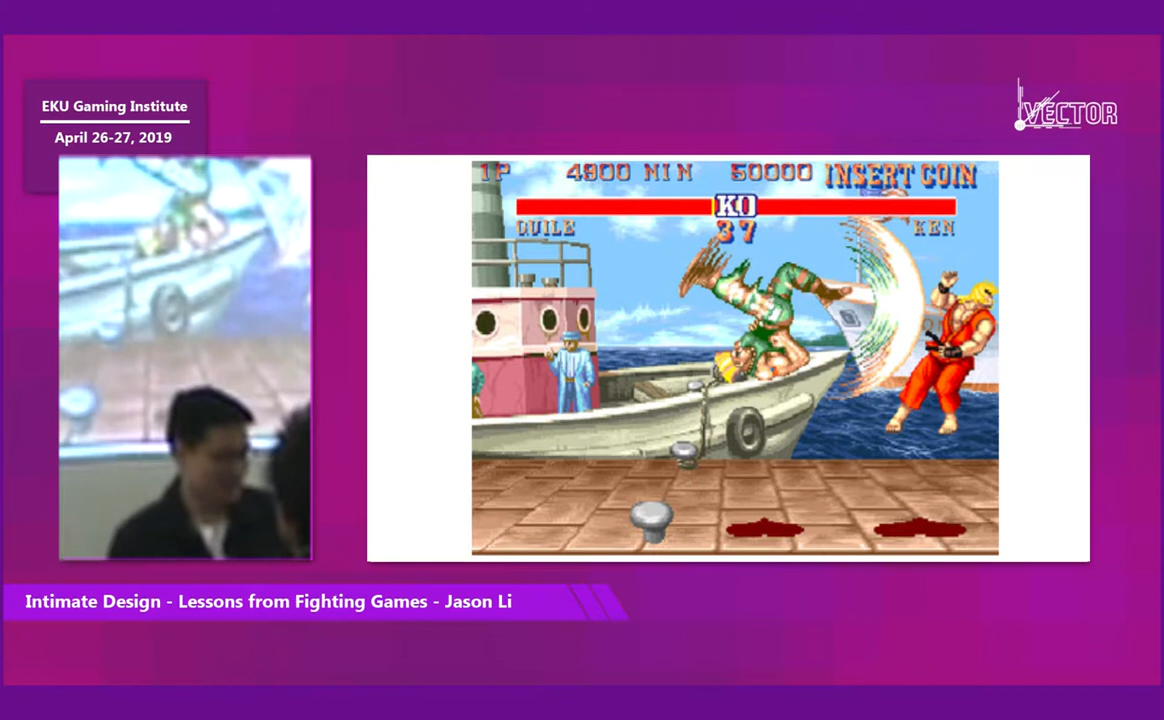 EKU Gaming Institute
April 26-27, 2019
VECTOR
1P 4900 MIN 50000 INSERT COIN
KO
GUILE 37 KEN
Intimate Design - Lessons from Fighting Games - Jason Li